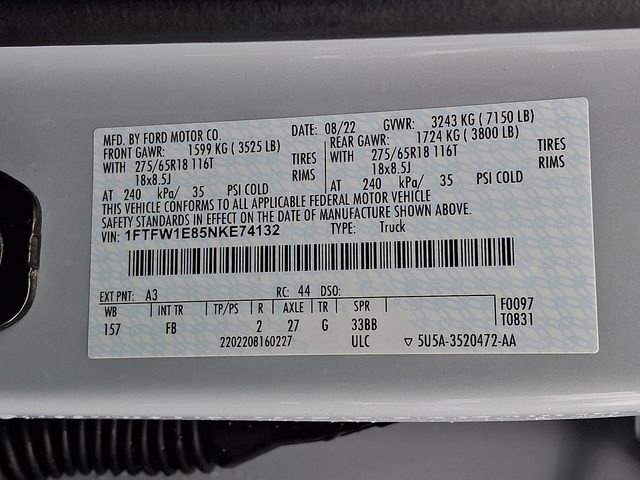 MFG. BY FORD MOTOR CO. DATE: 08/22 GVWR: 3243 KG ( 7150 LB)
FRONT GAWR: 1599 KG ( 3525 LB) REAR GAWR: 1724 KG ( 3800 LB)
WITH 275/65R18 116T TIRES WITH 275/65R18 116T TIRES
18x8.5J RIMS 18x8.5J RIMS
AT 240 kPa/ 35 PSI COLD AT 240 kPa/ 35 PSI COLD
THIS VEHICLE CONFORMS TO ALL APPLICABLE FEDERAL MOTOR VEHICLE
SAFETY STANDARDS IN EFFECT ON THE DATE OF MANUFACTURE SHOWN ABOVE.
VIN: 1FTFW1E85NKE74132 TYPE: Truck
EXT PNT: A3 RC: 44 DSO:
WB INT TR TP/PS R AXLE TR SPR F0097
157 FB 2 27 G 33BB T0831
2202208160227 ULC ▽ 5U5A-3520472-AA